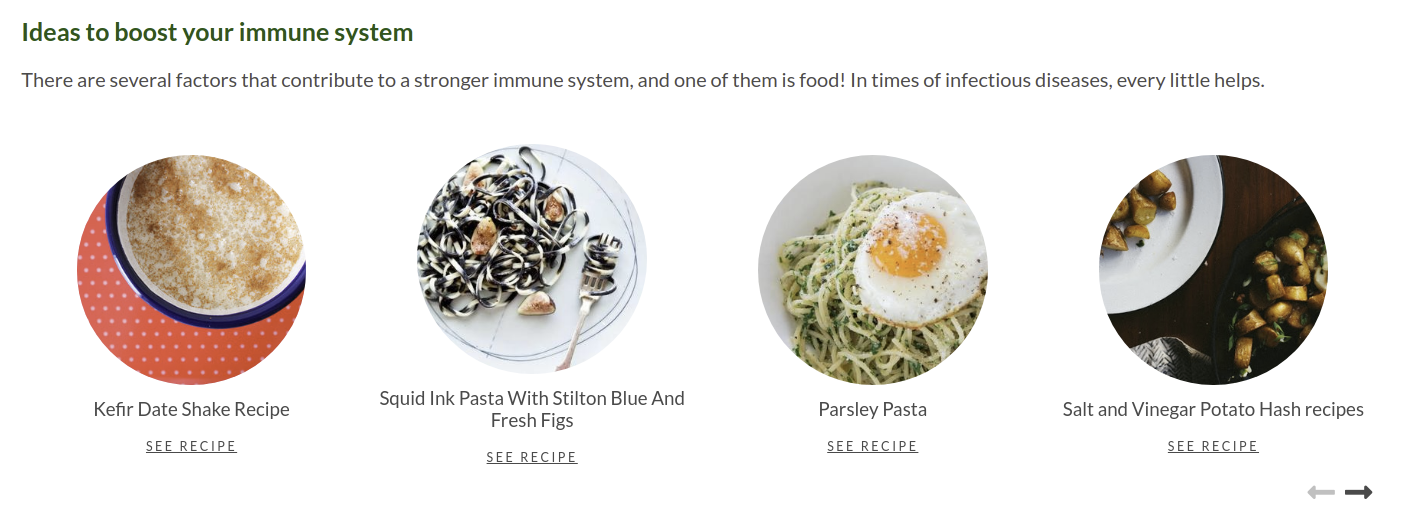 Ideas to boost your immune system
There are several factors that contribute to a stronger immune system, and one of them is food! In times of infectious diseases, every little helps.
Kefir Date Shake Recipe
SEE RECIPE
Squid Ink Pasta With Stilton Blue And
Fresh Figs
SEE RECIPE
Parsley Pasta
SEE RECIPE
Salt and Vinegar Potato Hash recipes
SEE RECIPE